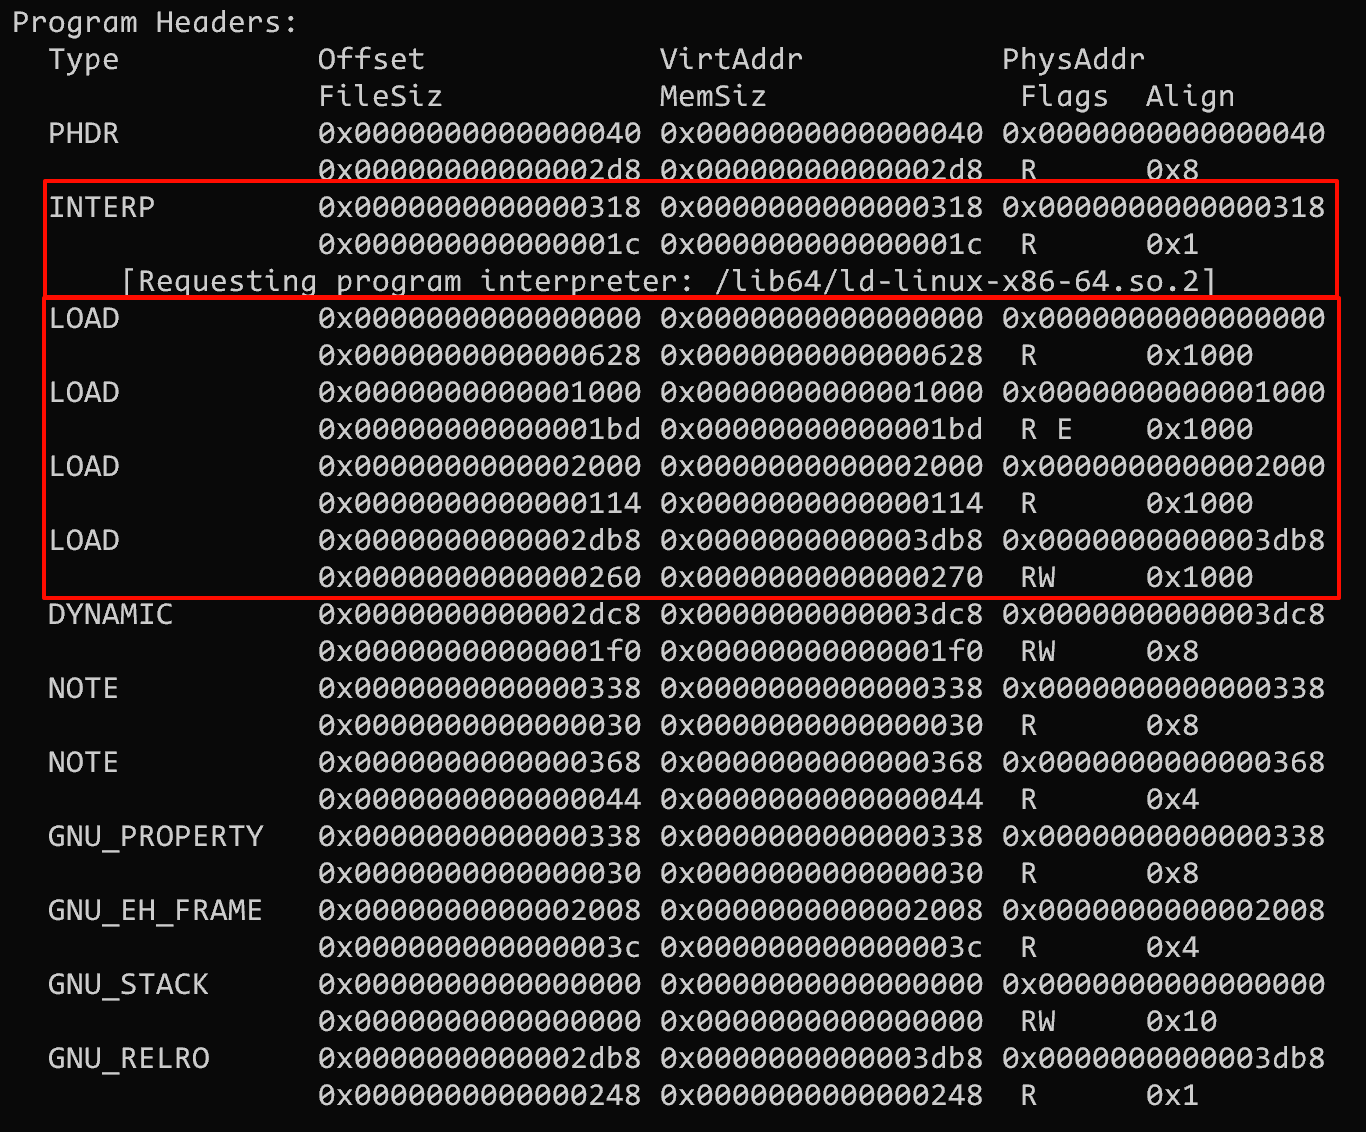 Program Headers:
  Type           Offset             VirtAddr           PhysAddr
                 FileSiz            MemSiz              Flags  Align
  PHDR           0x0000000000000040 0x0000000000000040 0x0000000000000040
                 0x00000000000002d8 0x00000000000002d8  R      0x8
  INTERP         0x0000000000000318 0x0000000000000318 0x0000000000000318
                 0x000000000000001c 0x000000000000001c  R      0x1
      [Requesting program interpreter: /lib64/ld-linux-x86-64.so.2]
  LOAD           0x0000000000000000 0x0000000000000000 0x0000000000000000
                 0x0000000000000628 0x0000000000000628  R      0x1000
  LOAD           0x0000000000001000 0x0000000000001000 0x0000000000001000
                 0x00000000000001bd 0x00000000000001bd  R E    0x1000
  LOAD           0x0000000000002000 0x0000000000002000 0x0000000000002000
                 0x0000000000000114 0x0000000000000114  R      0x1000
  LOAD           0x0000000000002db8 0x0000000000003db8 0x0000000000003db8
                 0x0000000000000260 0x0000000000000270  RW     0x1000
  DYNAMIC        0x0000000000002dc8 0x0000000000003dc8 0x0000000000003dc8
                 0x00000000000001f0 0x00000000000001f0  RW     0x8
  NOTE           0x0000000000000338 0x0000000000000338 0x0000000000000338
                 0x0000000000000030 0x0000000000000030  R      0x8
  NOTE           0x0000000000000368 0x0000000000000368 0x0000000000000368
                 0x0000000000000044 0x0000000000000044  R      0x4
  GNU_PROPERTY   0x0000000000000338 0x0000000000000338 0x0000000000000338
                 0x0000000000000030 0x0000000000000030  R      0x8
  GNU_EH_FRAME   0x0000000000002008 0x0000000000002008 0x0000000000002008
                 0x000000000000003c 0x000000000000003c  R      0x4
  GNU_STACK      0x0000000000000000 0x0000000000000000 0x0000000000000000
                 0x0000000000000000 0x0000000000000000  RW     0x10
  GNU_RELRO      0x0000000000002db8 0x0000000000003db8 0x0000000000003db8
                 0x0000000000000248 0x0000000000000248  R      0x1